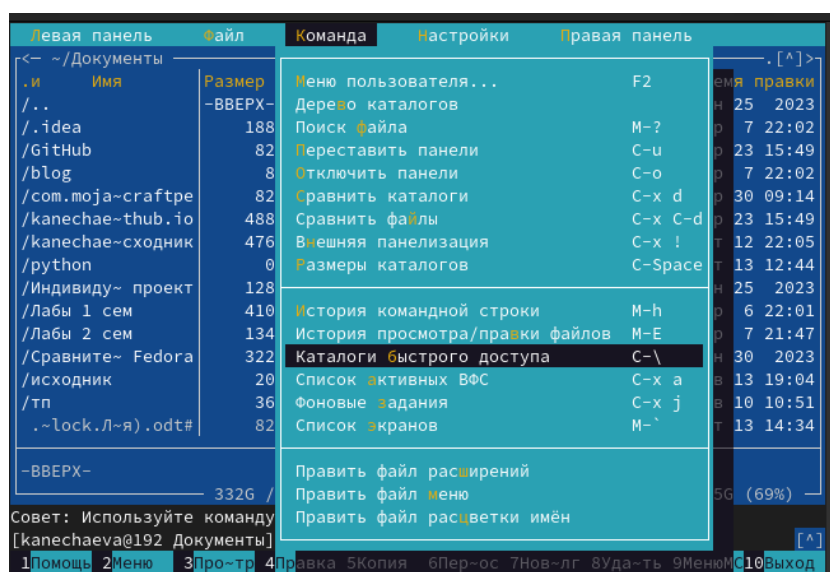 Левая панель Файл Команда Настройки Правая панель
<— ~/Документы .[^]>
.и Имя Размер
я правки
/.. -ВВЕРХ- 25 2023
/.idea 188 7 22:02
/GitHub 82 23 15:49
/blog 8 7 22:02
/com.moja~craftpe 82 30 09:14
/kanechae~thub.io 488 23 15:49
/kanechae~сходник 476 12 22:05
/python 0 13 12:44
/Индивиду~ проект 128 25 2023
/Лабы 1 сем 410 6 22:01
/Лабы 2 сем 134 7 21:47
/Сравните~ Fedora 322 30 2023
/исходник 20 13 19:04
/тп 36 10 10:51
.~lock.Л~я).odt# 82 13 14:34
-ВВЕРХ-
332G / 5G (69%)
Меню пользователя... F2
Дерево каталогов
Поиск файла M-?
Переставить панели C-u
Отключить панели C-o
Сравнить каталоги C-x d
Сравнить файлы C-x C-d
Внешняя панелизация C-x !
Размеры каталогов C-Space
История командной строки M-h
История просмотра/правки файлов M-E
Каталоги быстрого доступа C-\
Список активных ВФС C-x a
Фоновые задания C-x j
Список экранов M-`
Править файл расширений
Править файл меню
Править файл расцветки имён
Совет: Используйте команду
[kanechaeva@192 Документы] [^]
1Помощь 2Меню 3Про~тр 4Правка 5Копия 6Пер~ос 7Нов~лг 8Уда~ть 9МенюMC10Выход